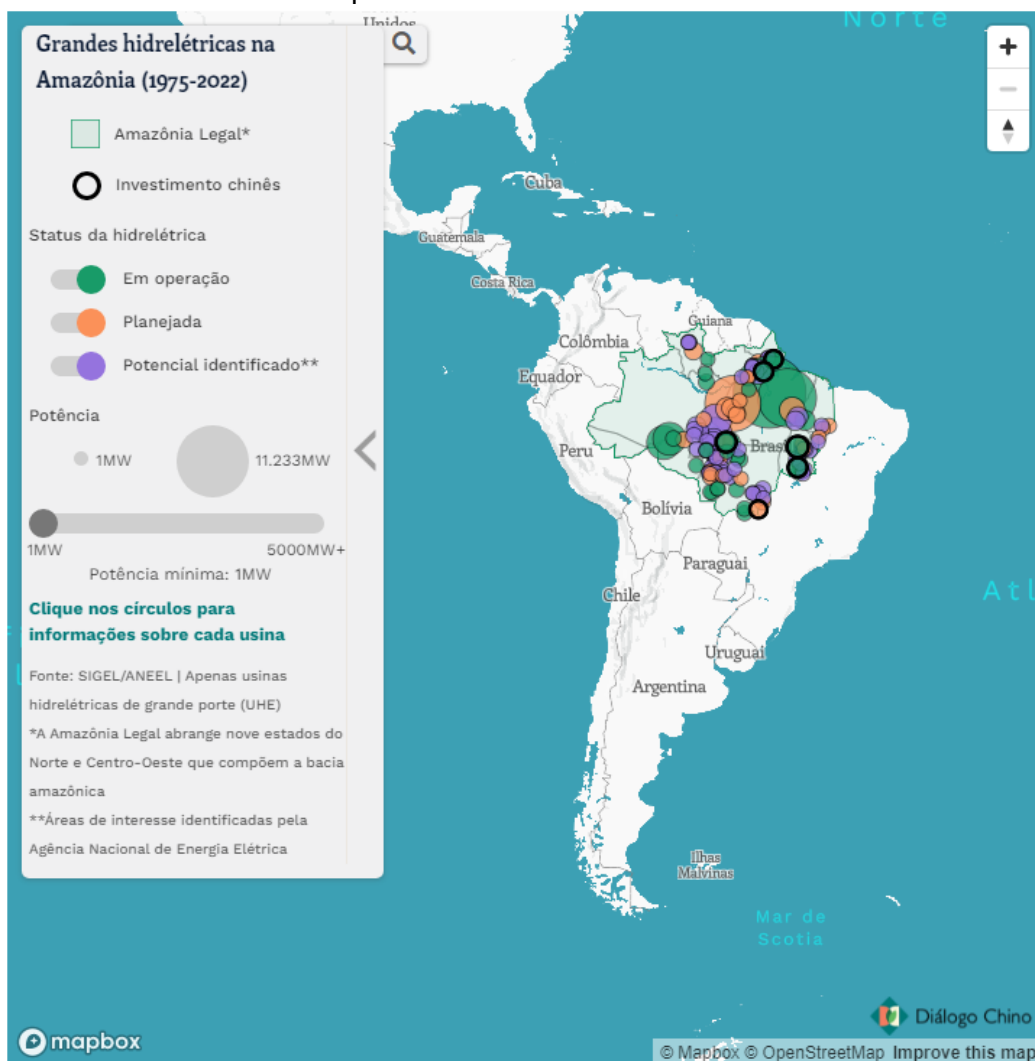 Grandes hidrelétricas na
Amazônia (1975-2022)
Amazônia Legal*
Investimento chinês
Status da hidrelétrica
Em operação
Planejada
Potencial identificado**
Potência
1MW
11.233MW
1MW
5000MW+
Potência mínima: 1MW
Clique nos círculos para
informações sobre cada usina
Fonte: SIGEL/ANEEL | Apenas usinas
hidrelétricas de grande porte (UHE)
*A Amazônia Legal abrange nove estados do
Norte e Centro-Oeste que compõem a bacia
amazônica
**Áreas de interesse identificadas pela
Agência Nacional de Energia Elétrica
Unidos
Norte
Cuba
Guatemala
Costa Rica
Guiana
Colômbia
Equador
Peru
Brasil
Bolívia
Paraguai
Chile
Atl
Uruguai
Argentina
Ilhas
Malvinas
Mar de
Scotia
Diálogo Chino
mapbox
© Mapbox © OpenStreetMap Improve this map